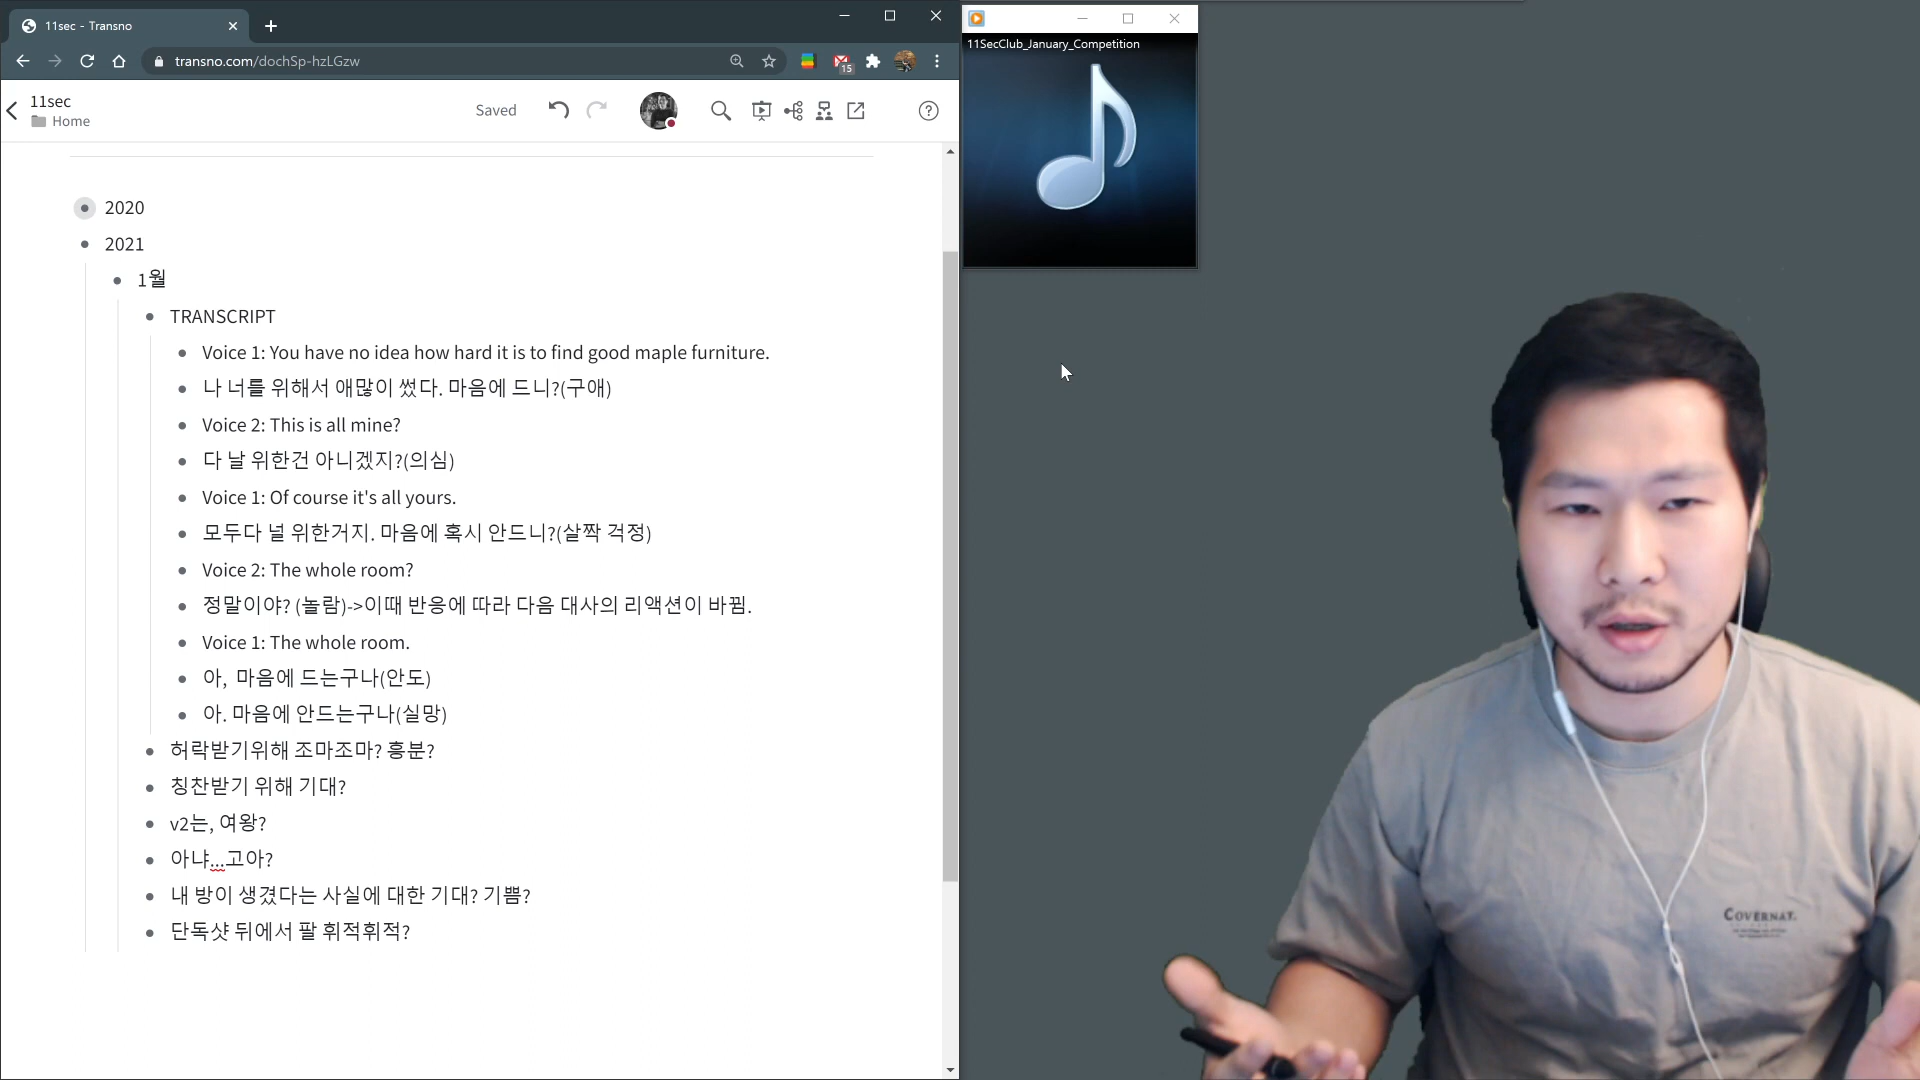 11sec - Transno
transno.com/dochSp-hzLGzw
15
11sec
Home
Saved
2020
2021
1월
TRANSCRIPT
Voice 1: You have no idea how hard it is to find good maple furniture.
나 너를 위해서 애많이 썼다. 마음에 드니?(구애)
Voice 2: This is all mine?
다 날 위한건 아니겠지?(의심)
Voice 1: Of course it's all yours.
모두다 널 위한거지. 마음에 혹시 안드니?(살짝 걱정)
Voice 2: The whole room?
정말이야? (놀람)->이때 반응에 따라 다음 대사의 리액션이 바뀜.
Voice 1: The whole room.
아,  마음에 드는구나(안도)
아. 마음에 안드는구나(실망)
허락받기위해 조마조마? 흥분?
칭찬받기 위해 기대?
v2는, 여왕?
아냐...고아?
내 방이 생겼다는 사실에 대한 기대? 기쁨?
단독샷 뒤에서 팔 휘적휘적?
11SecClub_January_Competition
COVERNAT.